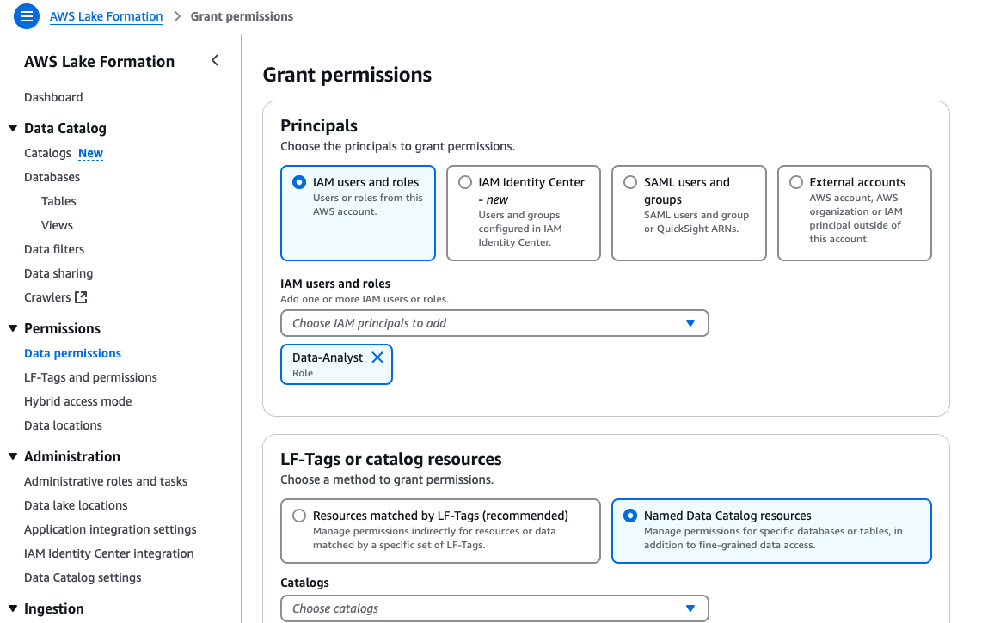 AWS Lake Formation > Grant permissions
AWS Lake Formation
Dashboard
Data Catalog
Catalogs New
Databases
Tables
Views
Data filters
Data sharing
Crawlers
Permissions
Data permissions
LF-Tags and permissions
Hybrid access mode
Data locations
Administration
Administrative roles and tasks
Data lake locations
Application integration settings
IAM Identity Center integration
Data Catalog settings
Ingestion
Grant permissions
Principals
Choose the principals to grant permissions.
IAM users and roles
Users or roles from this
AWS account.
IAM Identity Center
- new
Users and groups
configured in IAM
Identity Center.
SAML users and
groups
SAML users and group
or QuickSight ARNs.
External accounts
AWS account, AWS
organization or IAM
principal outside of
this account
IAM users and roles
Add one or more IAM users or roles.
Choose IAM principals to add
Data-Analyst
Role
LF-Tags or catalog resources
Choose a method to grant permissions.
Resources matched by LF-Tags (recommended)
Manage permissions indirectly for resources or data
matched by a specific set of LF-Tags.
Named Data Catalog resources
Manage permissions for specific databases or tables, in
addition to fine-grained data access.
Catalogs
Choose catalogs